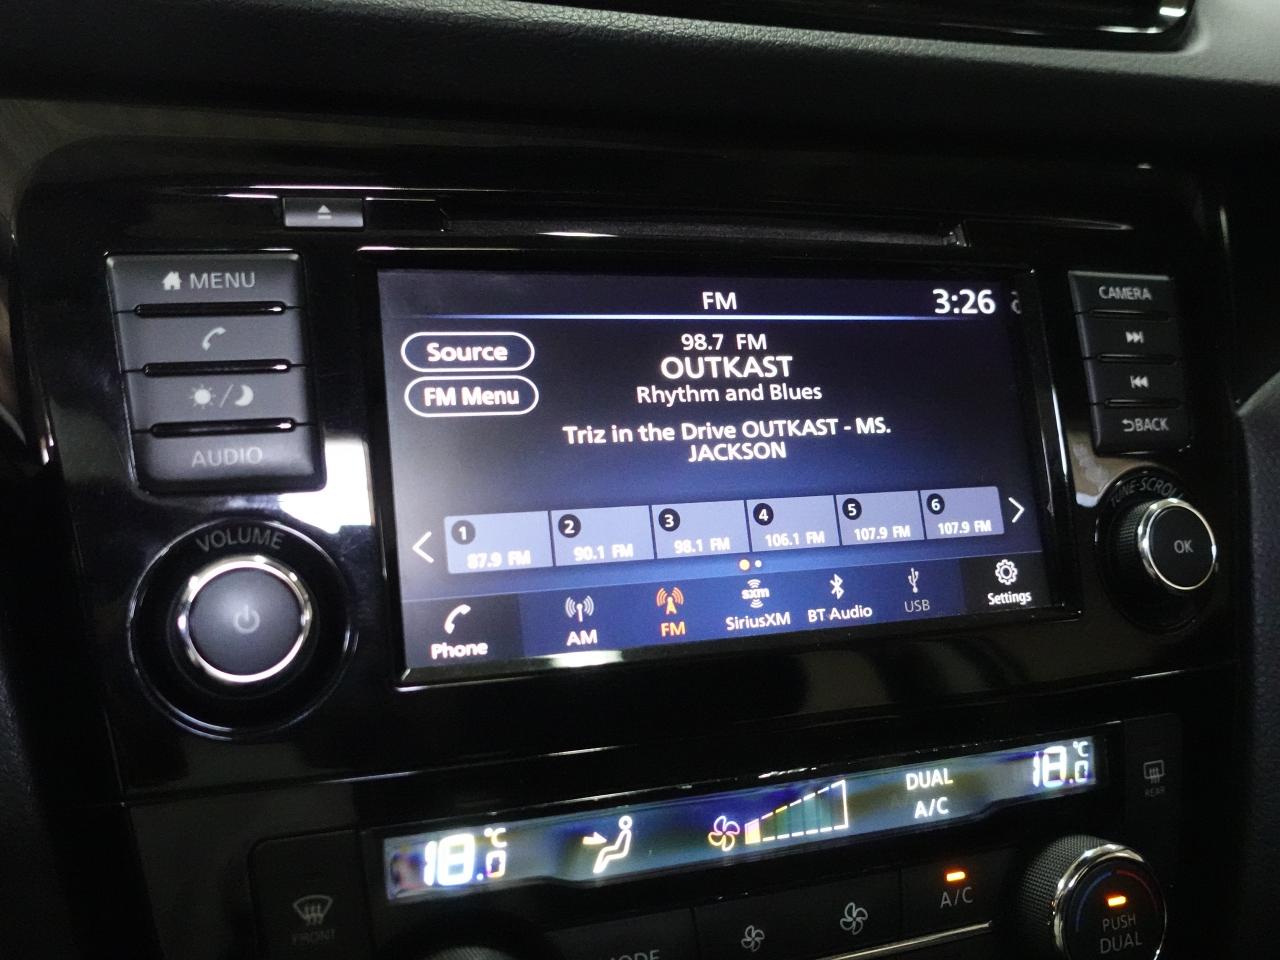 MENU
AUDIO
VOLUME
FM
3:26
Source
FM Menu
98.7 FM
OUTKAST
Rhythm and Blues
Triz in the Drive OUTKAST - MS.
JACKSON
1
87.9 FM
2
90.1 FM
3
98.1 FM
4
106.1 FM
5
107.9 FM
6
107.9 FM
Phone
AM
FM
sxm
SiriusXM
BT Audio
USB
Settings
CAMERA
BACK
TUNE-SCROLL
OK
18.0 °C
DUAL
A/C
18.0 °C
REAR
FRONT
MODE
A/C
PUSH
DUAL